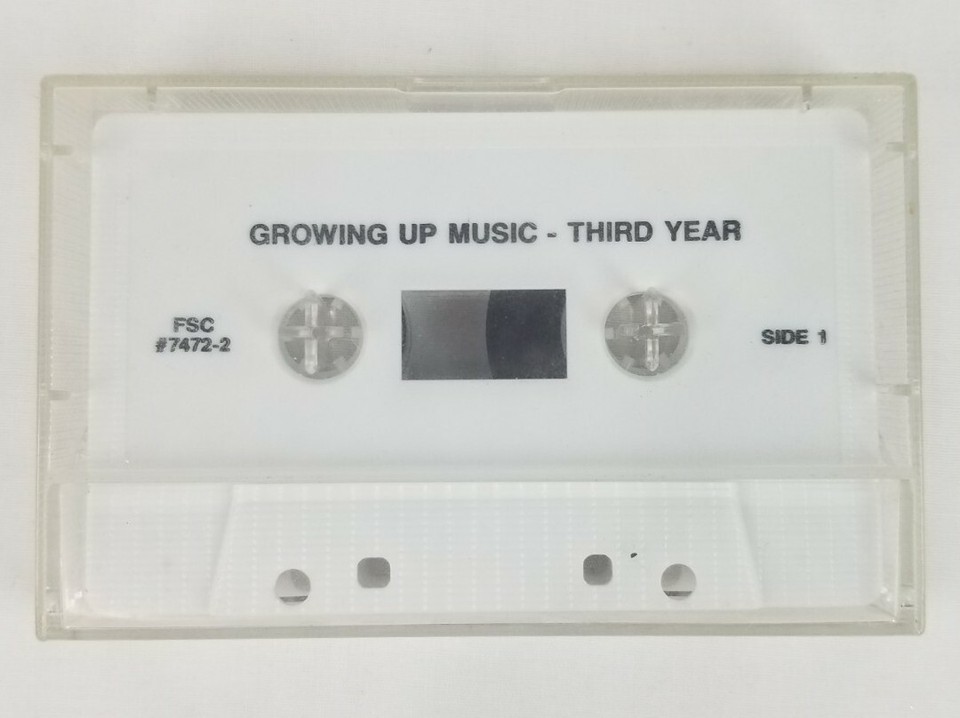 GROWING UP MUSIC - THIRD YEAR
FSC
#7472-2
SIDE 1